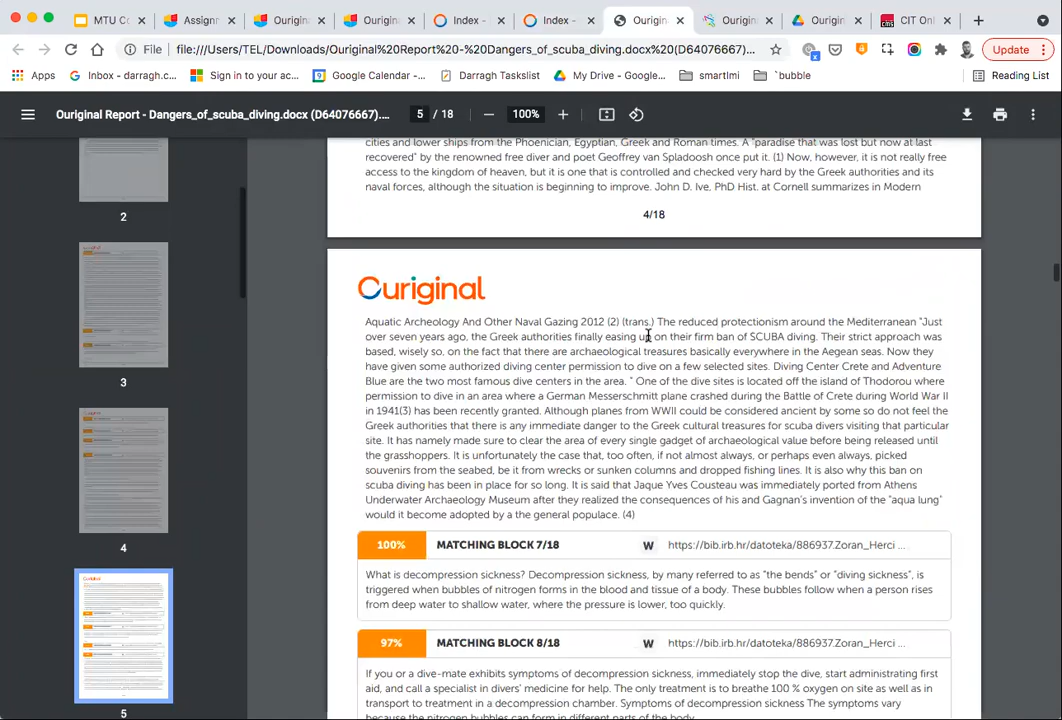 MTU Co
Assignm
Origina
Origina
Index -
Index -
Origin
Ourigin
Ourigin
CIT Onl
File
file:///Users/TEL/Downloads/Ouriginal%20Report%20-%20Dangers_of_scuba_diving.docx%20(D64076667)...
Update
Apps
Inbox - darragh.c...
Sign in to your ac...
Google Calendar -...
Darragh Tasklist
My Drive - Google...
smartImi
`bubble
Reading List
Ouriginal Report - Dangers_of_scuba_diving.docx (D64076667)....
5 / 18
100%
2
3
4
5
cities and lower ships from the Phoenician, Egyptian, Greek and Roman times. A "paradise that was lost but now at last
recovered" by the renowned free diver and poet Geoffrey van Spladoosh once put it. (1) Now, however, it is not really free
access to the kingdom of heaven, but it is one that is controlled and checked very hard by the Greek authorities and its
naval forces, although the situation is beginning to improve. John D. Ive, PhD Hist. at Cornell summarizes in Modern
4/18
Ouriginal
Aquatic Archeology And Other Naval Gazing 2012 (2) (trans.) The reduced protectionism around the Mediterranean "Just
over seven years ago, the Greek authorities finally easing up on their firm ban of SCUBA diving. Their strict approach was
based, wisely so, on the fact that there are archaeological treasures basically everywhere in the Aegean seas. Now they
have given some authorized diving center permission to dive on a few selected sites. Diving Center Crete and Adventure
Blue are the two most famous dive centers in the area. " One of the dive sites is located off the island of Thodorou where
permission to dive in an area where a German Messerschmitt plane crashed during the Battle of Crete during World War II
in 1941(3) has been recently granted. Although planes from WWII could be considered ancient by some so do not feel the
Greek authorities that there is any immediate danger to the Greek cultural treasures for scuba divers visiting that particular
site. It has namely made sure to clear the area of every single gadget of archaeological value before being released until
the grasshoppers. It is unfortunately the case that, too often, if not almost always, or perhaps even always, picked
souvenirs from the seabed, be it from wrecks or sunken columns and dropped fishing lines. It is also why this ban on
scuba diving has been in place for so long. It is said that Jaque Yves Cousteau was immediately ported from Athens
Underwater Archaeology Museum after they realized the consequences of his and Gagnan's invention of the "aqua lung"
would it become adopted by a the general populace. (4)
100% MATCHING BLOCK 7/18 W https://bib.irb.hr/datoteka/886937.Zoran_Herci ...
What is decompression sickness? Decompression sickness, by many referred to as "the bends" or "diving sickness", is
triggered when bubbles of nitrogen forms in the blood and tissue of a body. These bubbles follow when a person rises
from deep water to shallow water, where the pressure is lower, too quickly.
97% MATCHING BLOCK 8/18 W https://bib.irb.hr/datoteka/886937.Zoran_Herci ...
If you or a dive-mate exhibits symptoms of decompression sickness, immediately stop the dive, start administrating first
aid, and call a specialist in divers' medicine for help. The only treatment is to breathe 100 % oxygen on site as well as in
transport to treatment in a decompression chamber. Symptoms of decompression sickness The symptoms vary
because the nitrogen bubbles can form in different parts of the body.